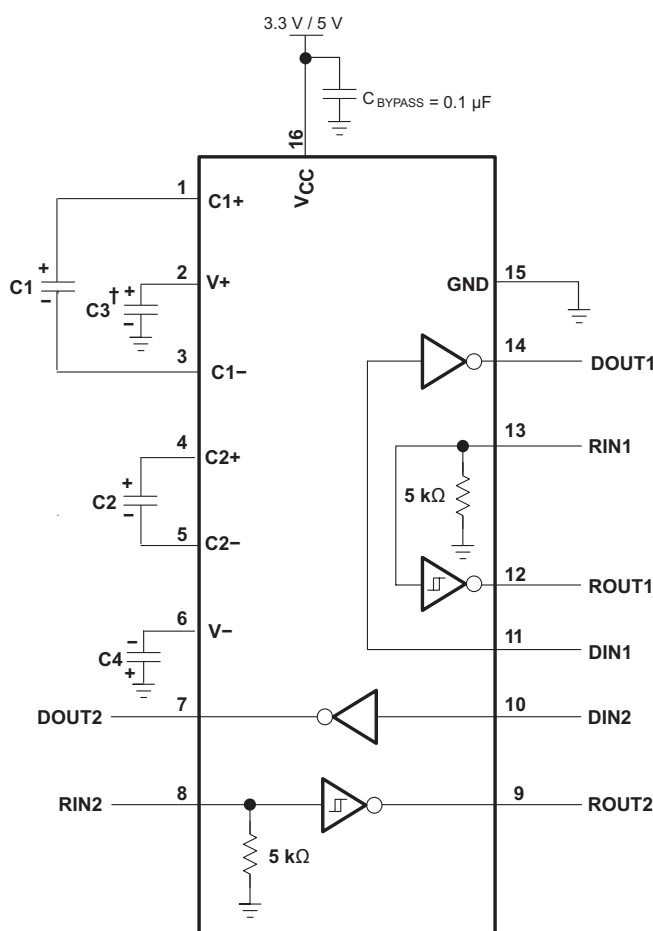 3.3 V / 5 V
CBYPASS = 0.1 µF
16
VCC
1
C1+
C1
+
−
2
V+
C3† +
−
3
C1−
GND
15
14
DOUT1
13
RIN1
5 kΩ
4
C2+
C2
+
−
5
C2−
12
ROUT1
6
V−
C4
−
+
11
DIN1
DOUT2
7
10
DIN2
RIN2
8
9
ROUT2
5 kΩ